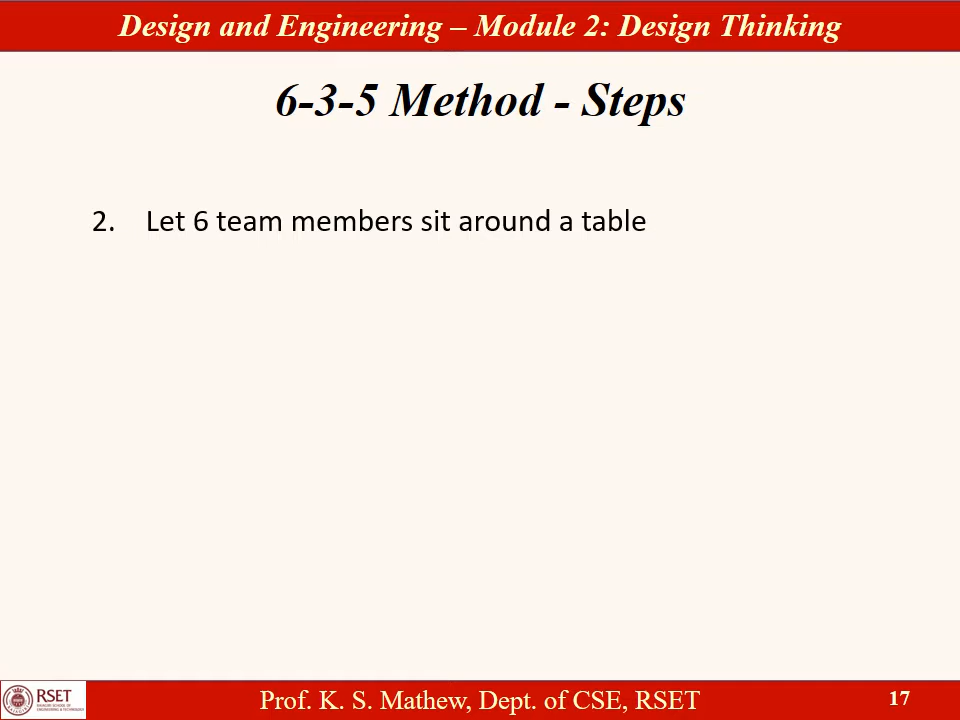 Design and Engineering – Module 2: Design Thinking
6-3-5 Method - Steps
2. Let 6 team members sit around a table
RSET
Prof. K. S. Mathew, Dept. of CSE, RSET
17